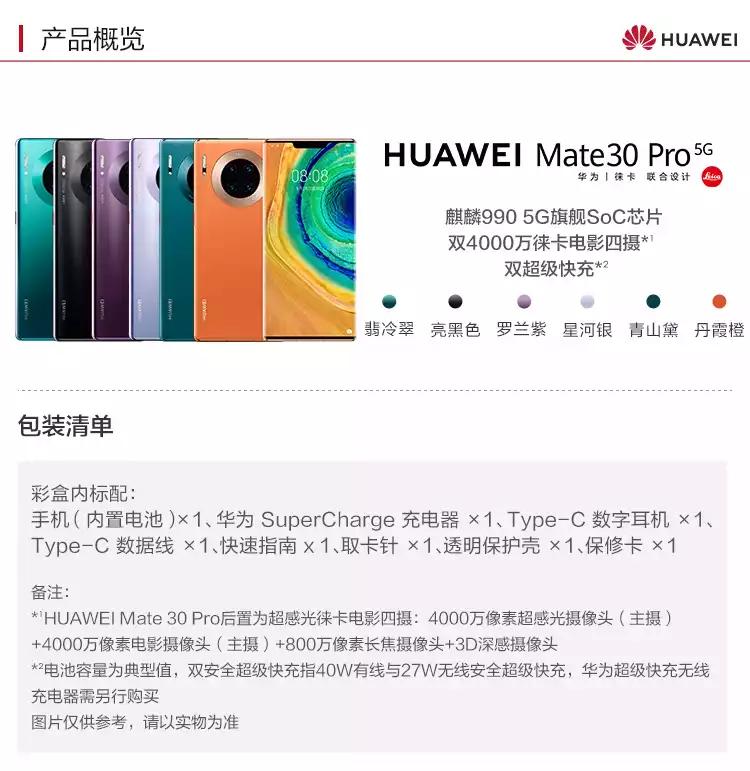 产品概览
HUAWEI
08:08
HUAWEI Mate30 Pro 5G
华为 | 徕卡 联合设计
Leica
麒麟990 5G旗舰SoC芯片
双4000万徕卡电影四摄*¹
双超级快充*²
翡冷翠 亮黑色 罗兰紫 星河银 青山黛 丹霞橙
包装清单
彩盒内标配：
手机（内置电池）×1、华为 SuperCharge 充电器 ×1、Type-C 数字耳机 ×1、
Type-C 数据线 ×1、快速指南 x 1、取卡针 ×1、透明保护壳 ×1、保修卡 ×1
备注：
*¹HUAWEI Mate 30 Pro后置为超感光徕卡电影四摄：4000万像素超感光摄像头（主摄）
+4000万像素电影摄像头（主摄）+800万像素长焦摄像头+3D深感摄像头
*²电池容量为典型值，双安全超级快充指40W有线与27W无线安全超级快充，华为超级快充无线
充电器需另行购买
图片仅供参考，请以实物为准